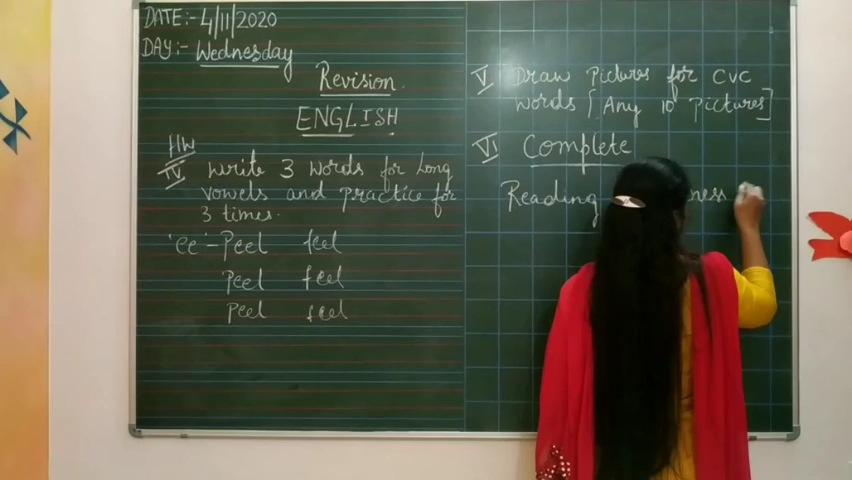 DATE:- 4/11/2020
DAY:- Wednesday
Revision
ENGLISH
HW
IV write 3 words for long
vowels and practice for
3 times.
'ee'-Peel feel
Peel feel
Peel feel
V Draw Pictures for CVC
words [Any 10 pictures]
VI Complete
Reading